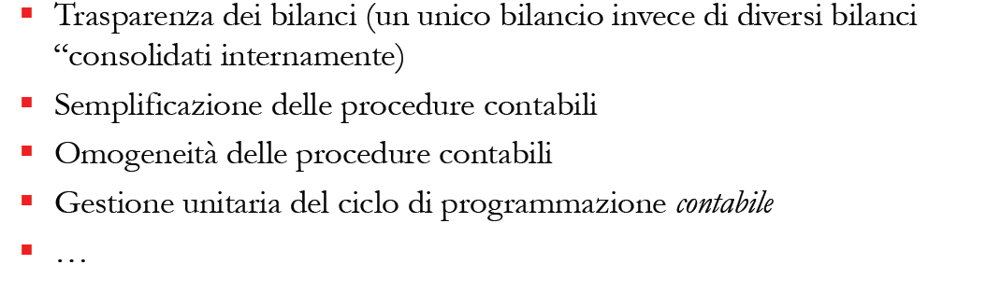 ▪ Trasparenza dei bilanci (un unico bilancio invece di diversi bilanci
“consolidati internamente)
▪ Semplificazione delle procedure contabili
▪ Omogeneità delle procedure contabili
▪ Gestione unitaria del ciclo di programmazione contabile
▪ …